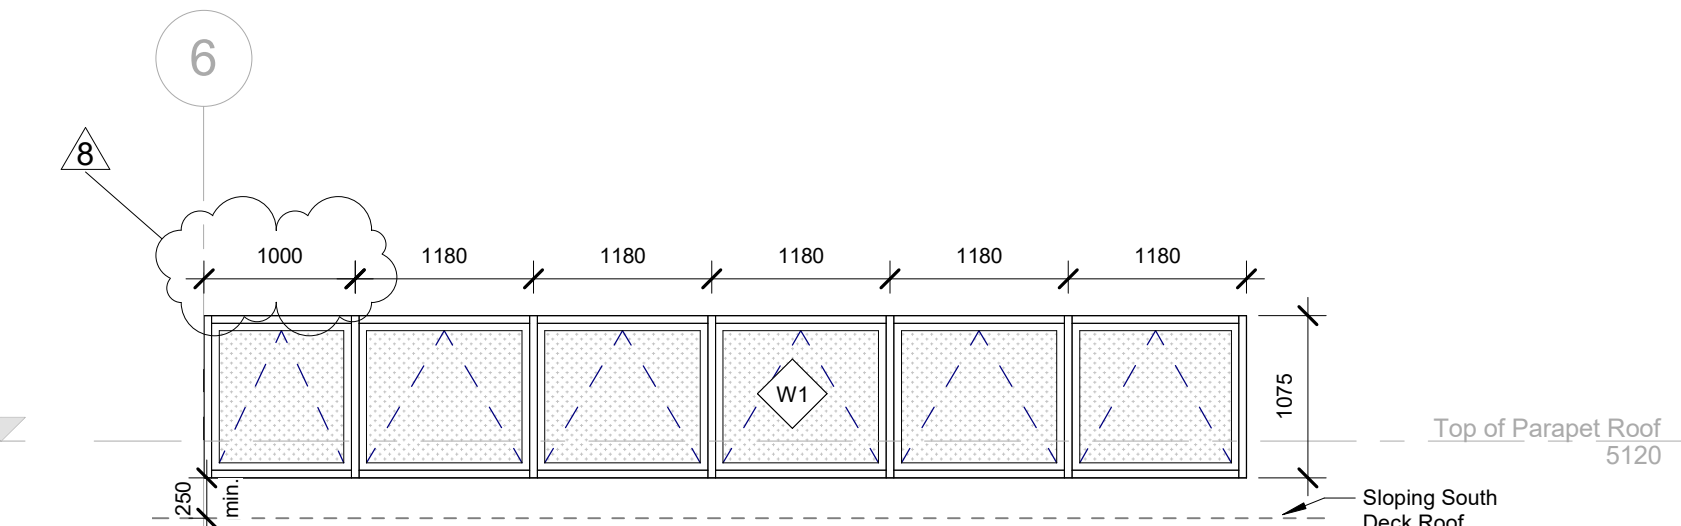 6
8
1000
1180
1180
1180
1180
1180
W1
1075
Top of Parapet Roof
5120
250
min.
Sloping South
Deck Roof